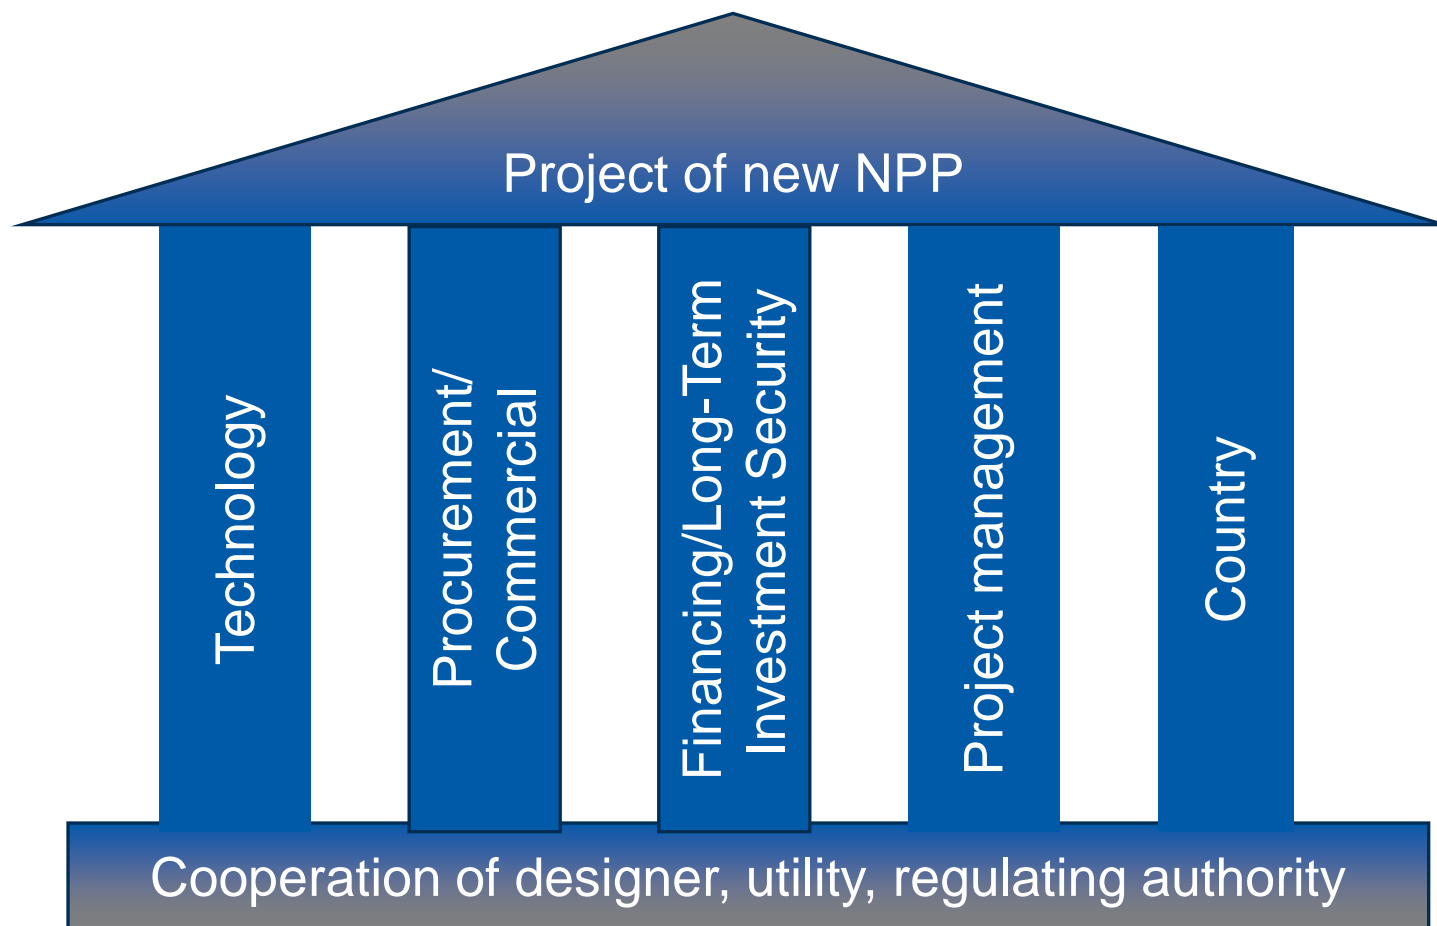 Project of new NPP
Technology
Procurement/
Commercial
Financing/Long-Term
Investment Security
Project management
Country
Cooperation of designer, utility, regulating authority